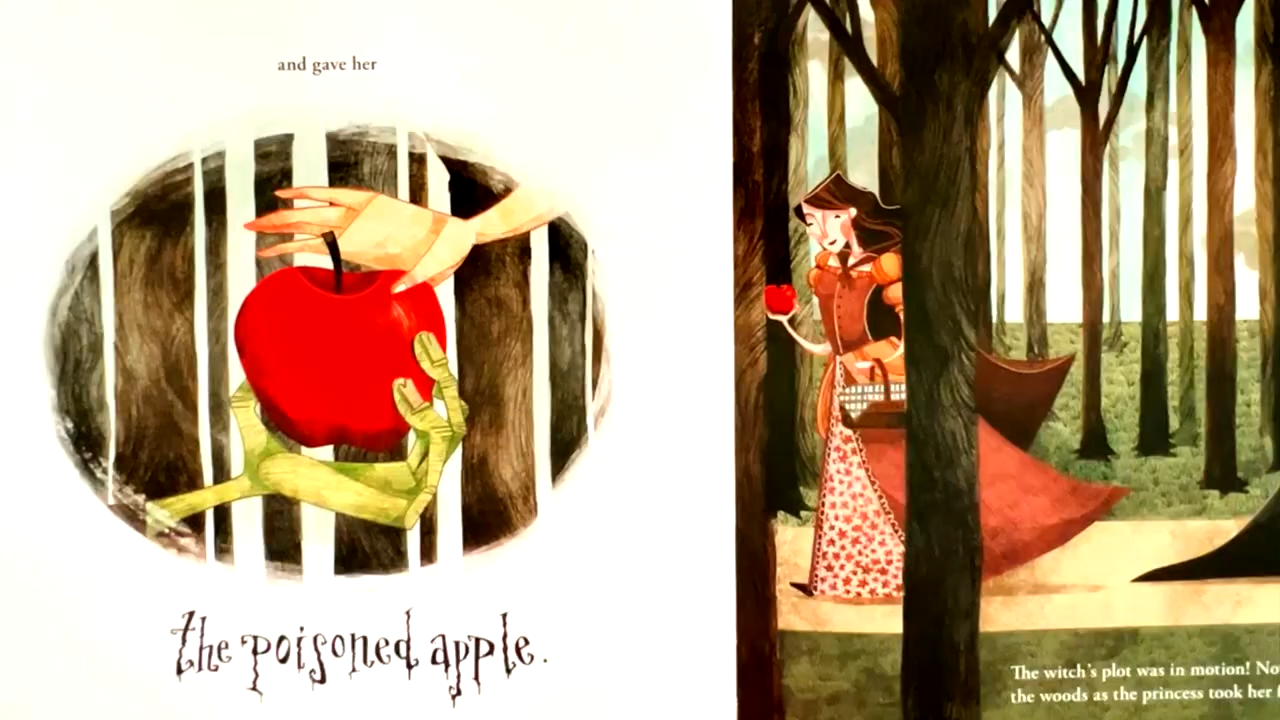 and gave her
the poisoned apple.
The witch's plot was in motion! No
the woods as the princess took her